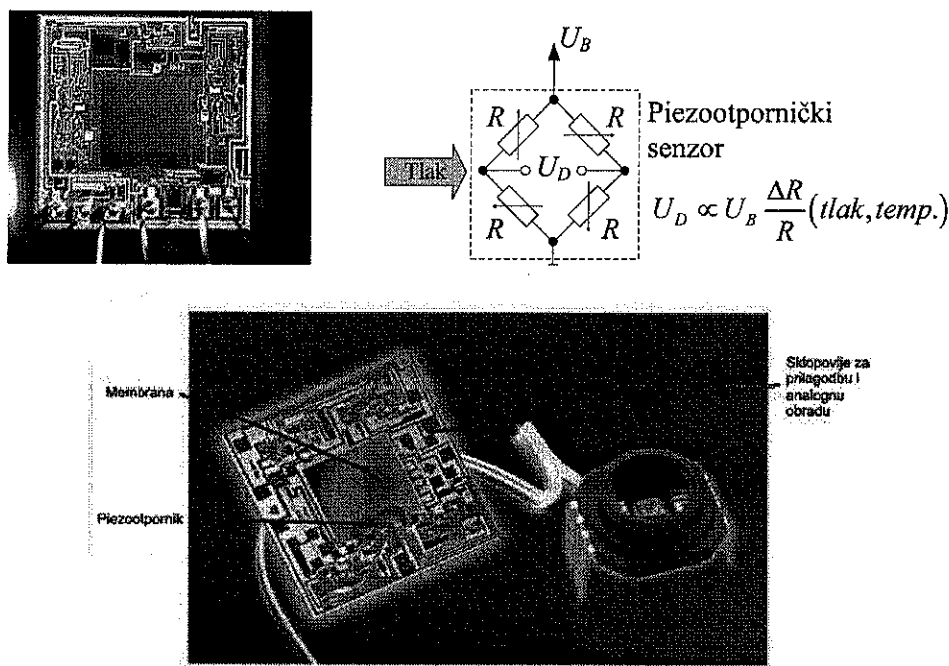 U_B
R
R
Piezootpornički
senzor
Tlak
U_D
R
R
U_D ∝ U_B ΔR/R (tlak, temp.)
Membrana
Piezootpornik
Sklopovlje za
prilagodbu i
analognu
obradu